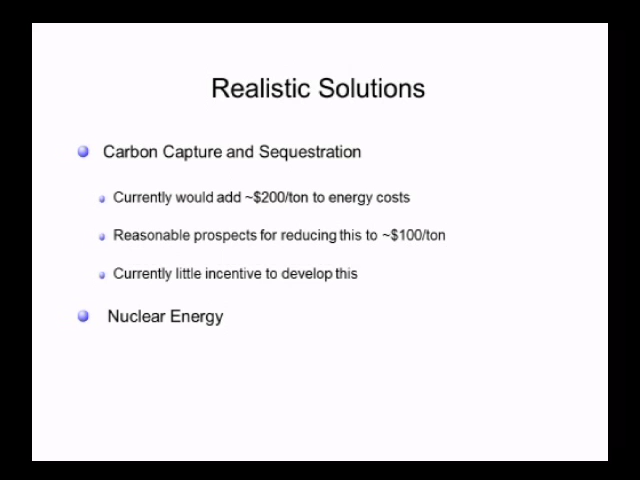 Realistic Solutions
Carbon Capture and Sequestration
Currently would add ~$200/ton to energy costs
Reasonable prospects for reducing this to ~$100/ton
Currently little incentive to develop this
Nuclear Energy